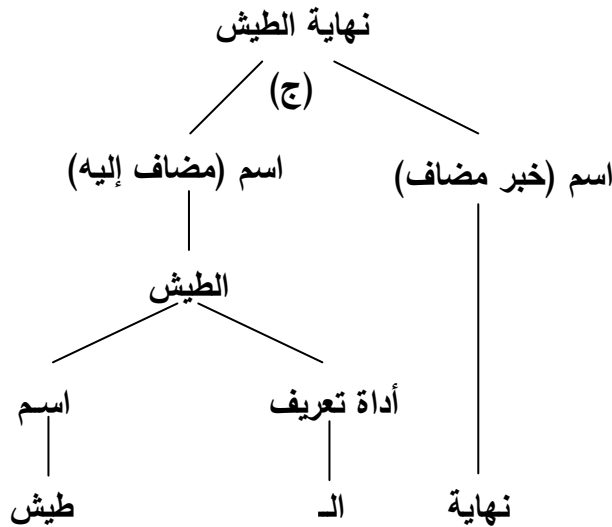 نهاية الطيش
(ج)
اسم (خبر مضاف) اسم (مضاف إليه)
الطيش
أداة تعريف اسم
نهاية الـ طيش